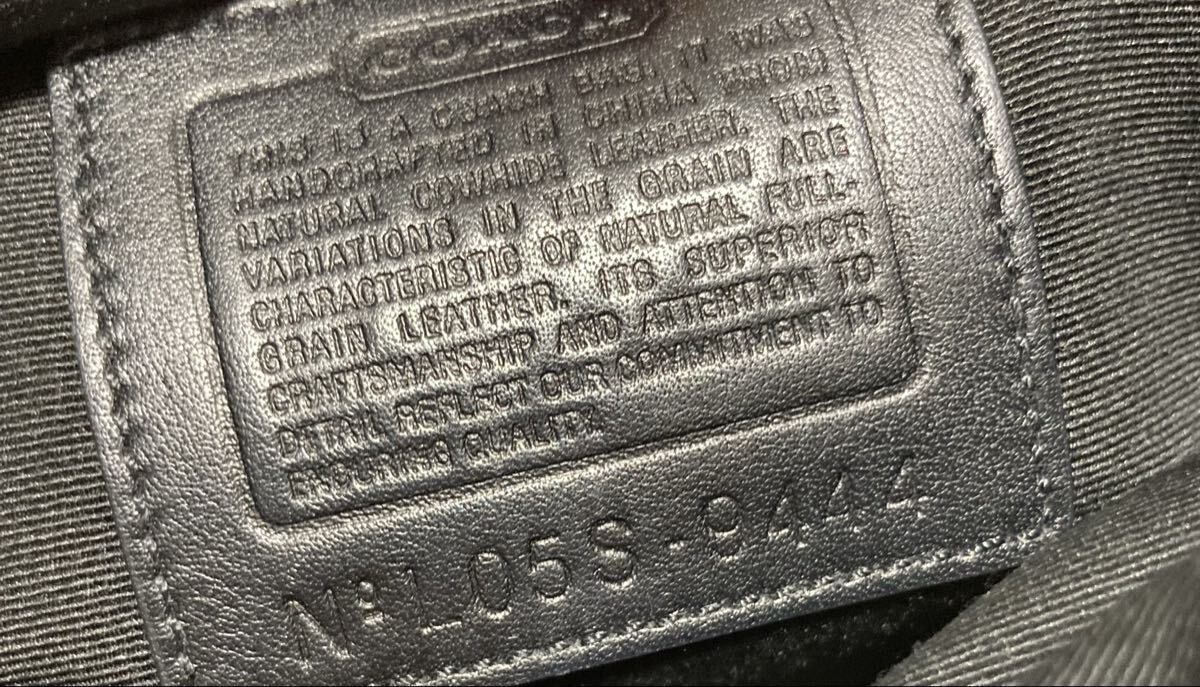 COACH
THIS IS A COACH BAG. IT WAS
HANDCRAFTED IN CHINA FROM
NATURAL COWHIDE LEATHER. THE
VARIATIONS IN THE GRAIN ARE
CHARACTERISTIC OF NATURAL FULL-
GRAIN LEATHER. ITS SUPERIOR
CRAFTSMANSHIP AND ATTENTION TO
DETAIL REFLECT OUR COMMITMENT TO
ENDURING QUALITY.
Nº L05S-9444